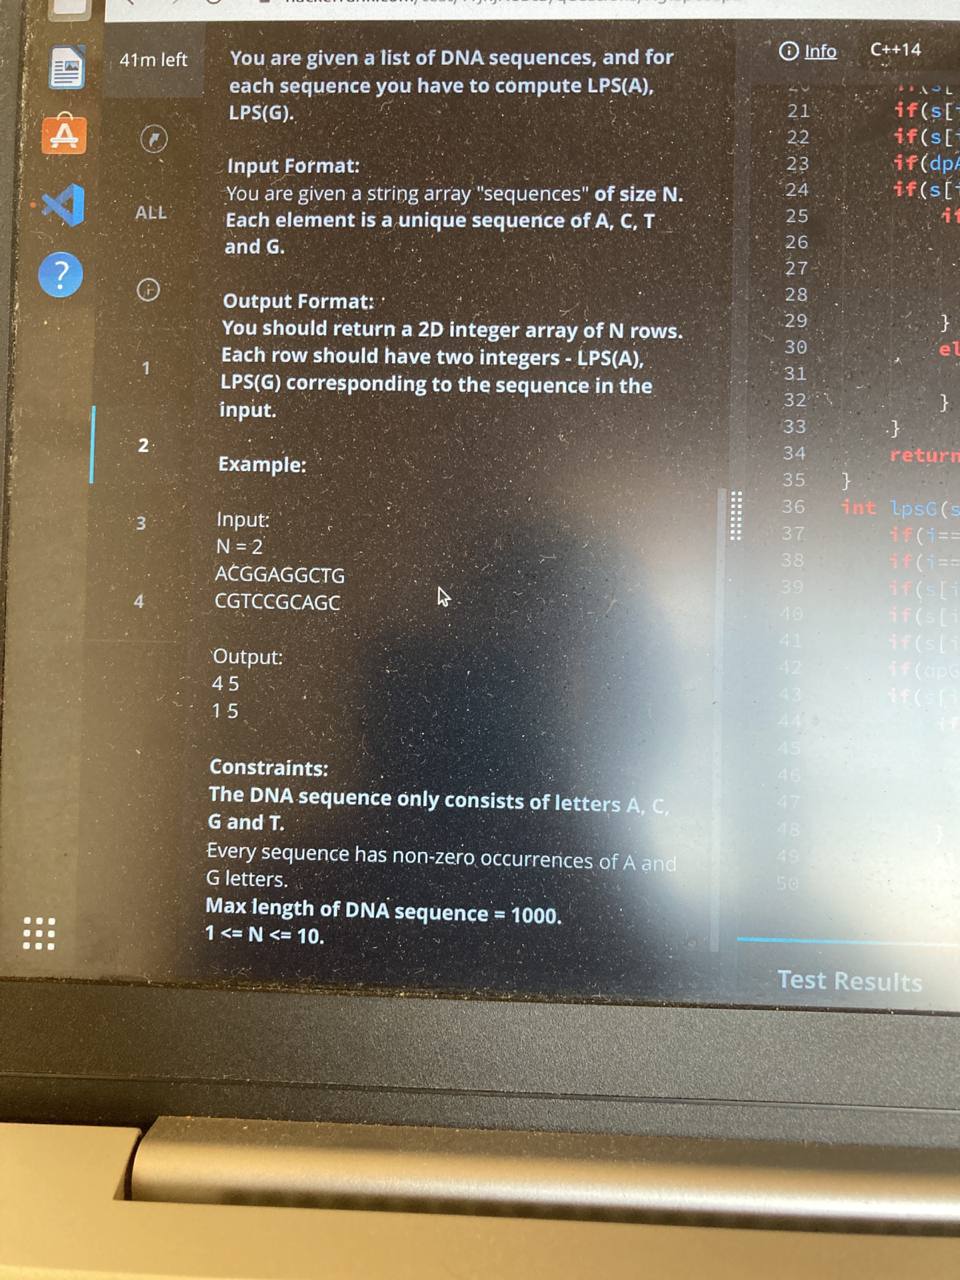 41m left
ALL
1
2
3
4
You are given a list of DNA sequences, and for
each sequence you have to compute LPS(A),
LPS(G).
Input Format:
You are given a string array "sequences" of size N.
Each element is a unique sequence of A, C, T
and G.
Output Format:
You should return a 2D integer array of N rows.
Each row should have two integers - LPS(A),
LPS(G) corresponding to the sequence in the
input.
Example:
Input:
N = 2
ACGGAGGCTG
CGTCCGCAGC
Output:
4 5
1 5
Constraints:
The DNA sequence only consists of letters A, C,
G and T.
Every sequence has non-zero occurrences of A and
G letters.
Max length of DNA sequence = 1000.
1 <= N <= 10.
Info
C++14
21 if(s[
22 if(s[
23 if(dpA
24 if(s[
25 if
26
27
28
29 }
30 el
31
32 }
33 }
34 return
35 }
36 int lpsG(s
37 if(i==
38 if(i==
39 if(s[i
40 if(s[i
41 if(s[i
42 if(dpG
43 if(s[i
44 if
45
46
47
48 }
49
50
Test Results